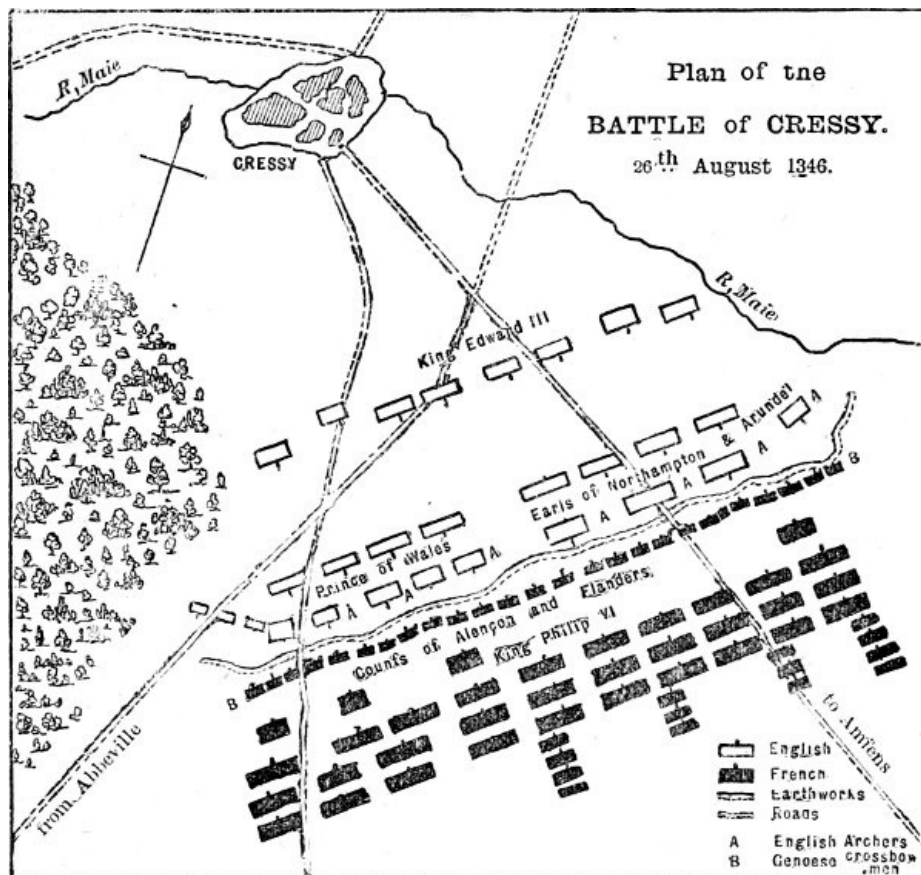 Plan of tne
BATTLE of CRESSY.
26th August 1346.
R. Maie
CRESSY
R. Maie
King Edward III
Earls of Northampton & Arundel
A
A
A
A
Prince of Wales
A
A
A
B
B
Counts of Alençon and Flanders
King Philip VI
from Abbeville
to Amiens
English
French
Earthworks
Roads
A English Archers
B Genoese crossbow
men